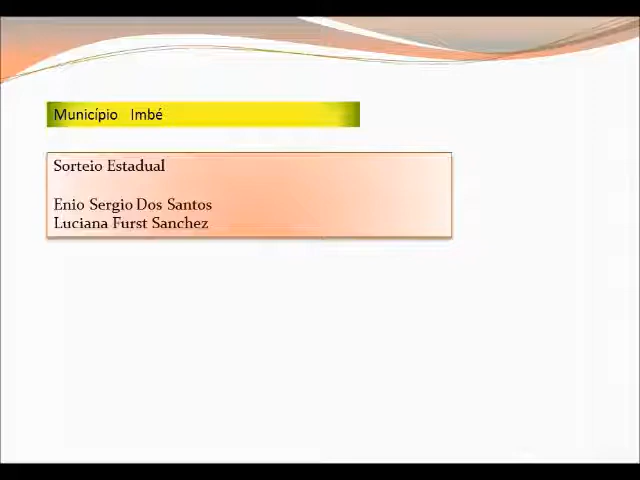 Município Imbé
Sorteio Estadual
Enio Sergio Dos Santos
Luciana Furst Sanchez